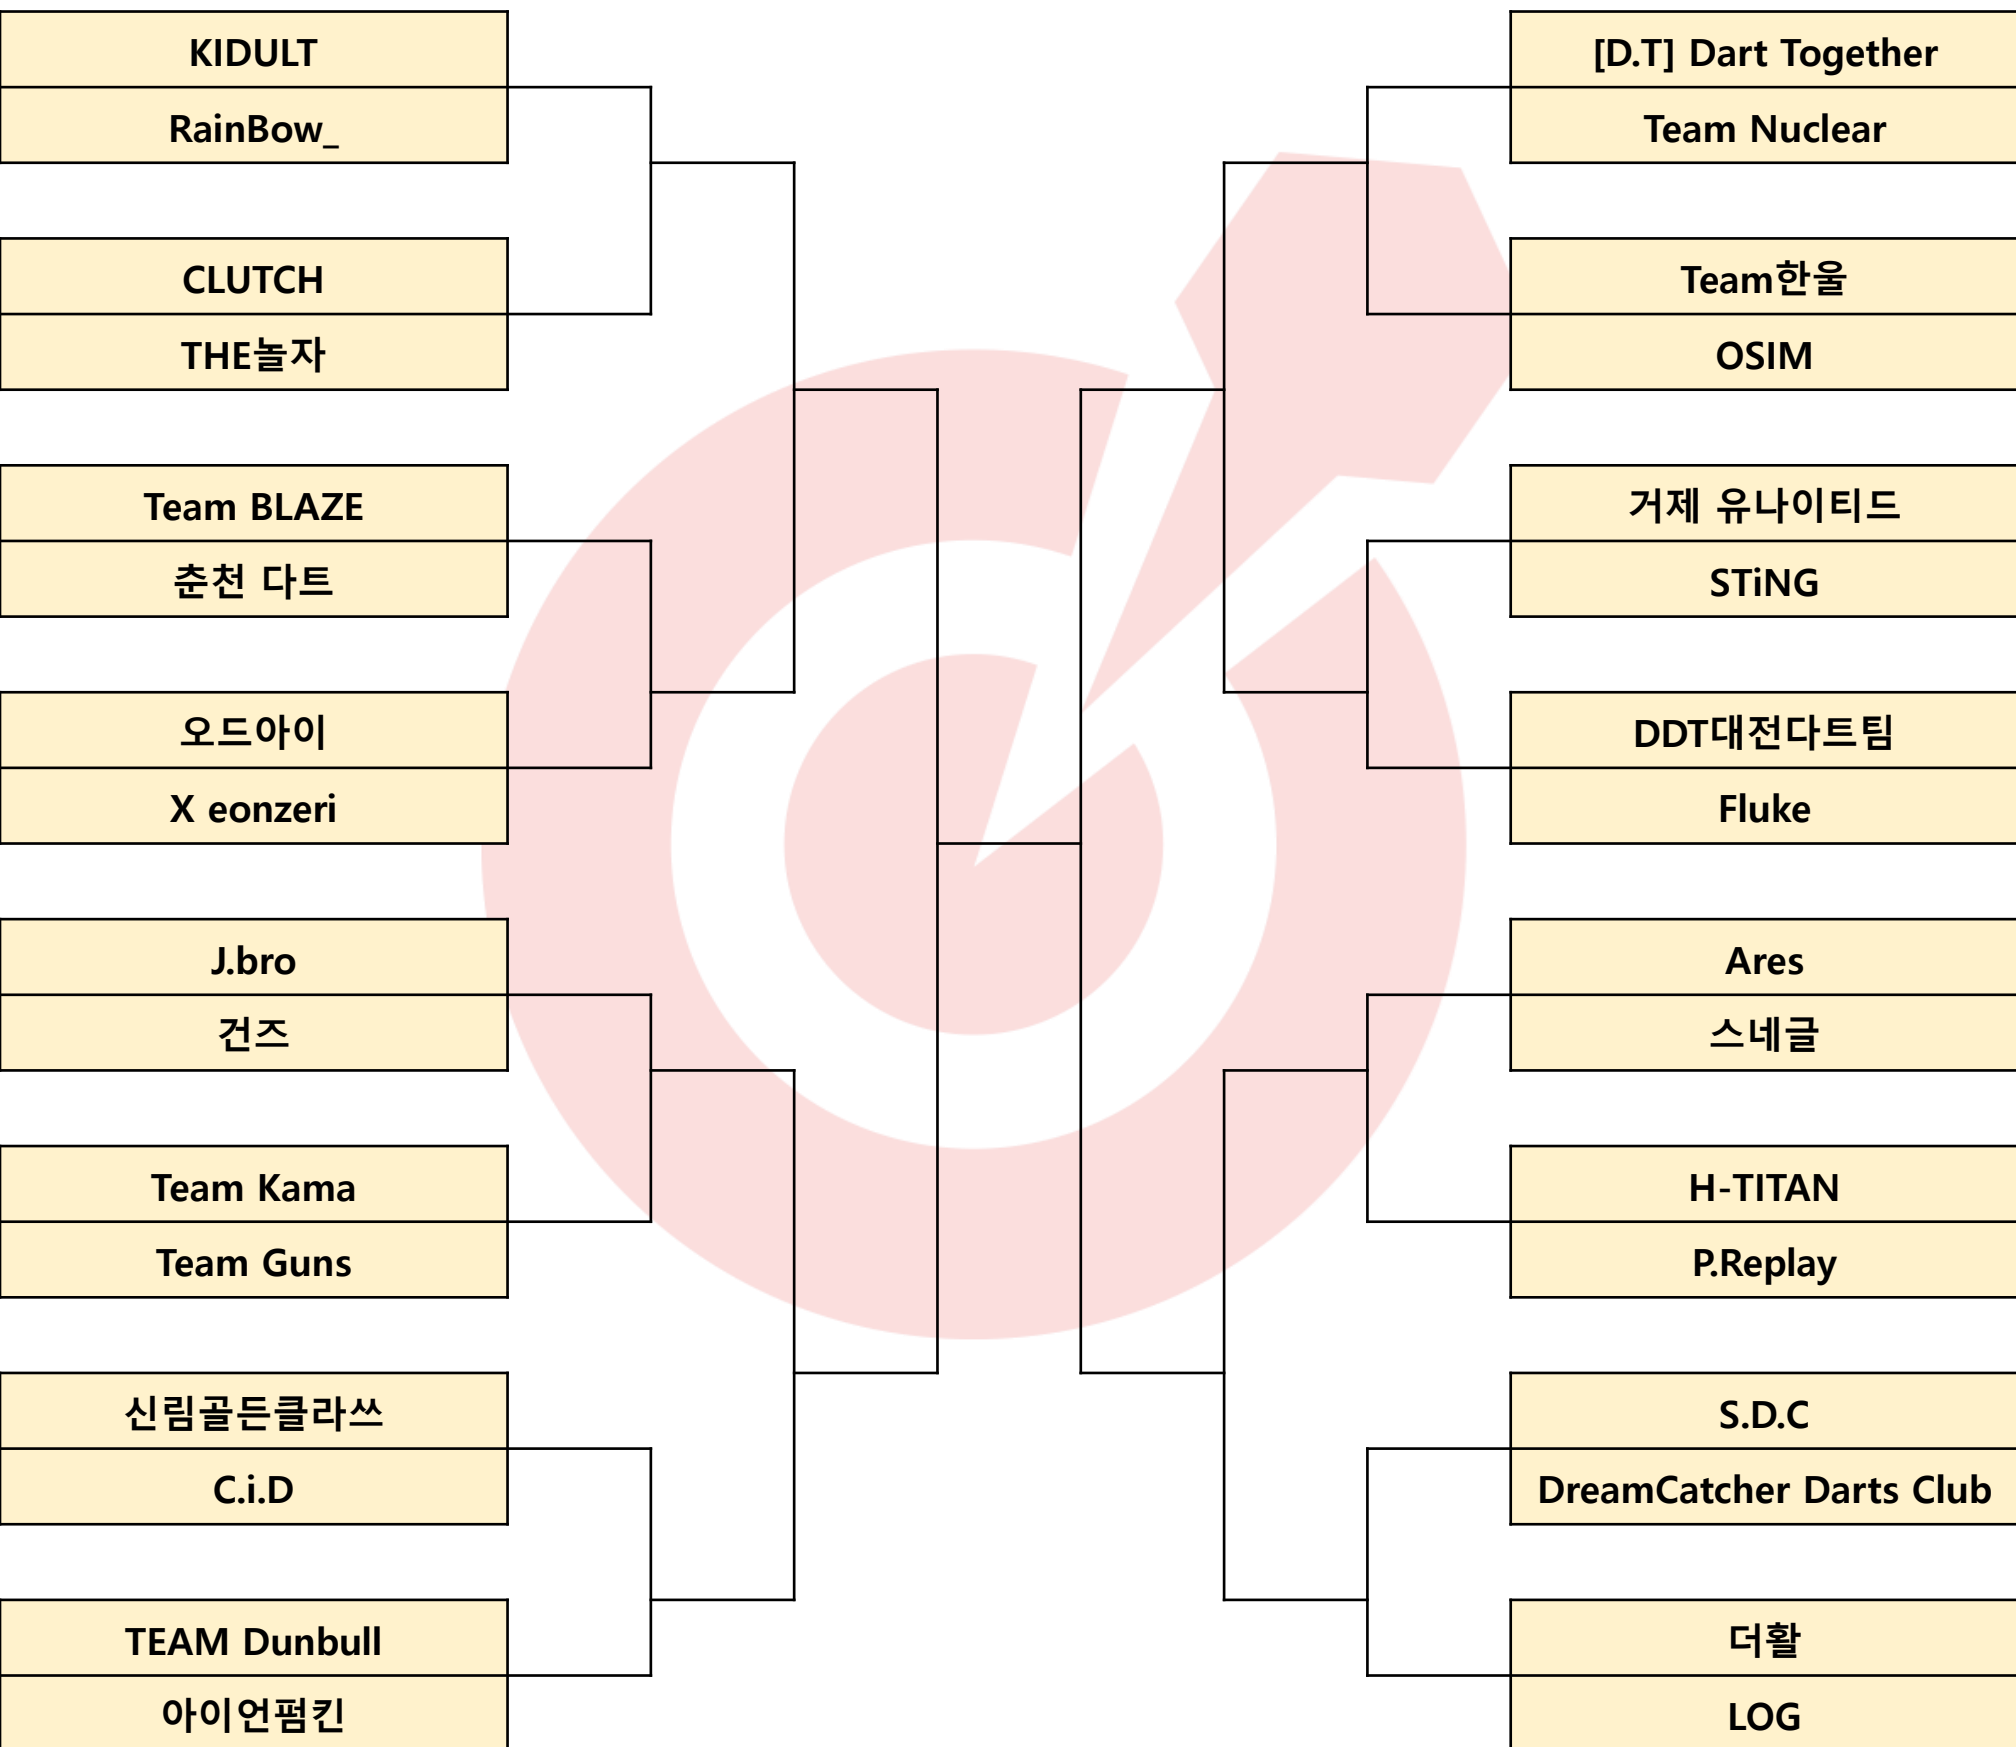 KIDULT
RainBow_
CLUTCH
THE놀자
Team BLAZE
춘천 다트
오드아이
X eonzeri
J.bro
건즈
Team Kama
Team Guns
신림골든클라쓰
C.i.D
TEAM Dunbull
아이언펌킨
[D.T] Dart Together
Team Nuclear
Team한울
OSIM
거제 유나이티드
STiNG
DDT대전다트팀
Fluke
Ares
스네글
H-TITAN
P.Replay
S.D.C
DreamCatcher Darts Club
더활
LOG